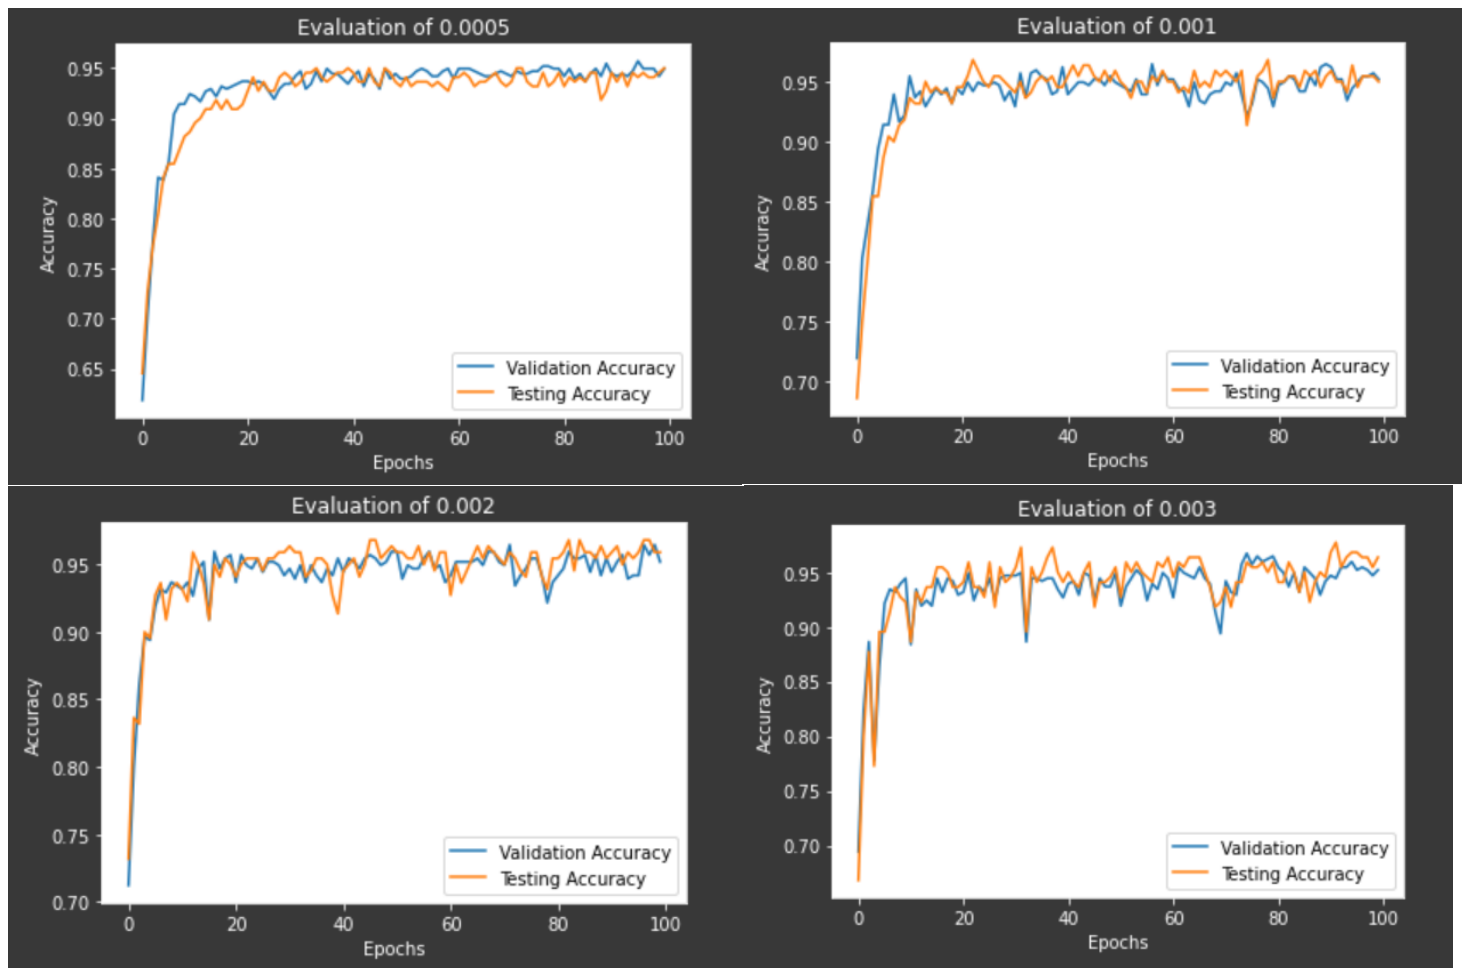 Evaluation of 0.0005
Accuracy
0.95
0.90
0.85
0.80
0.75
0.70
0.65
Validation Accuracy
Testing Accuracy
0 20 40 60 80 100
Epochs
Evaluation of 0.001
Accuracy
0.95
0.90
0.85
0.80
0.75
0.70
Validation Accuracy
Testing Accuracy
0 20 40 60 80 100
Epochs
Evaluation of 0.002
Accuracy
0.95
0.90
0.85
0.80
0.75
0.70
Validation Accuracy
Testing Accuracy
0 20 40 60 80 100
Epochs
Evaluation of 0.003
Accuracy
0.95
0.90
0.85
0.80
0.75
0.70
Validation Accuracy
Testing Accuracy
0 20 40 60 80 100
Epochs